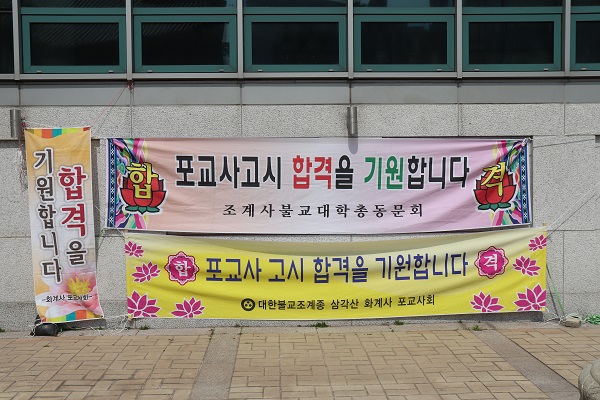 합격을
기원합니다
-화계사 포교사회-
합 포교사고시 합격을 기원합니다 격
조계사불교대학총동문회
합 포교사 고시 합격을 기원합니다 격
대한불교조계종 삼각산 화계사 포교사회